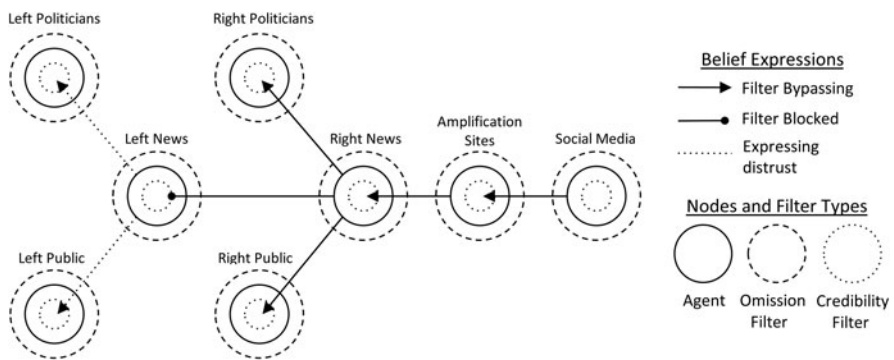 Left Politicians
Right Politicians
Left News
Right News
Amplification
Sites
Social Media
Left Public
Right Public
Belief Expressions
Filter Bypassing
Filter Blocked
Expressing
distrust
Nodes and Filter Types
Agent
Omission
Filter
Credibility
Filter